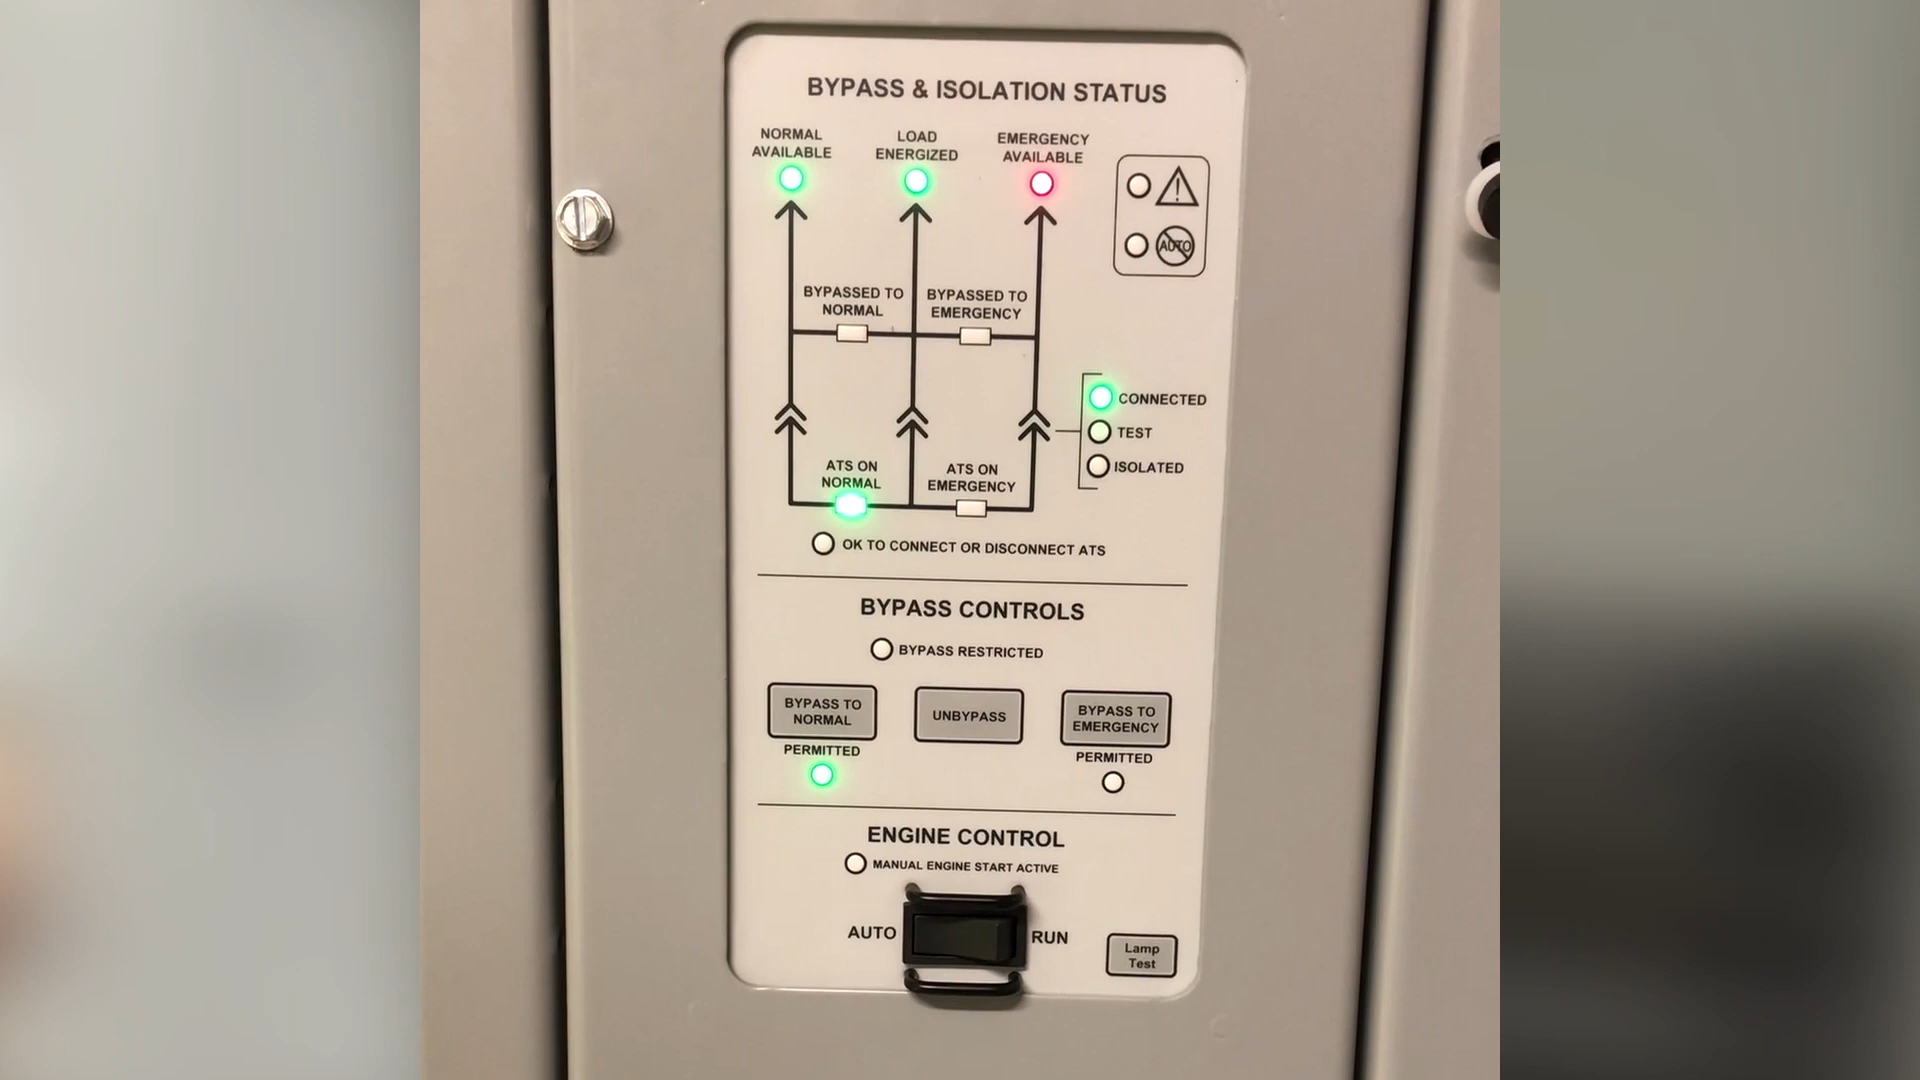 BYPASS & ISOLATION STATUS
NORMAL
AVAILABLE
LOAD
ENERGIZED
EMERGENCY
AVAILABLE
AUTO
BYPASSED TO
NORMAL
BYPASSED TO
EMERGENCY
CONNECTED
TEST
ISOLATED
ATS ON
NORMAL
ATS ON
EMERGENCY
OK TO CONNECT OR DISCONNECT ATS
BYPASS CONTROLS
BYPASS RESTRICTED
BYPASS TO
NORMAL
UNBYPASS
BYPASS TO
EMERGENCY
PERMITTED
PERMITTED
ENGINE CONTROL
MANUAL ENGINE START ACTIVE
AUTO
RUN
Lamp
Test